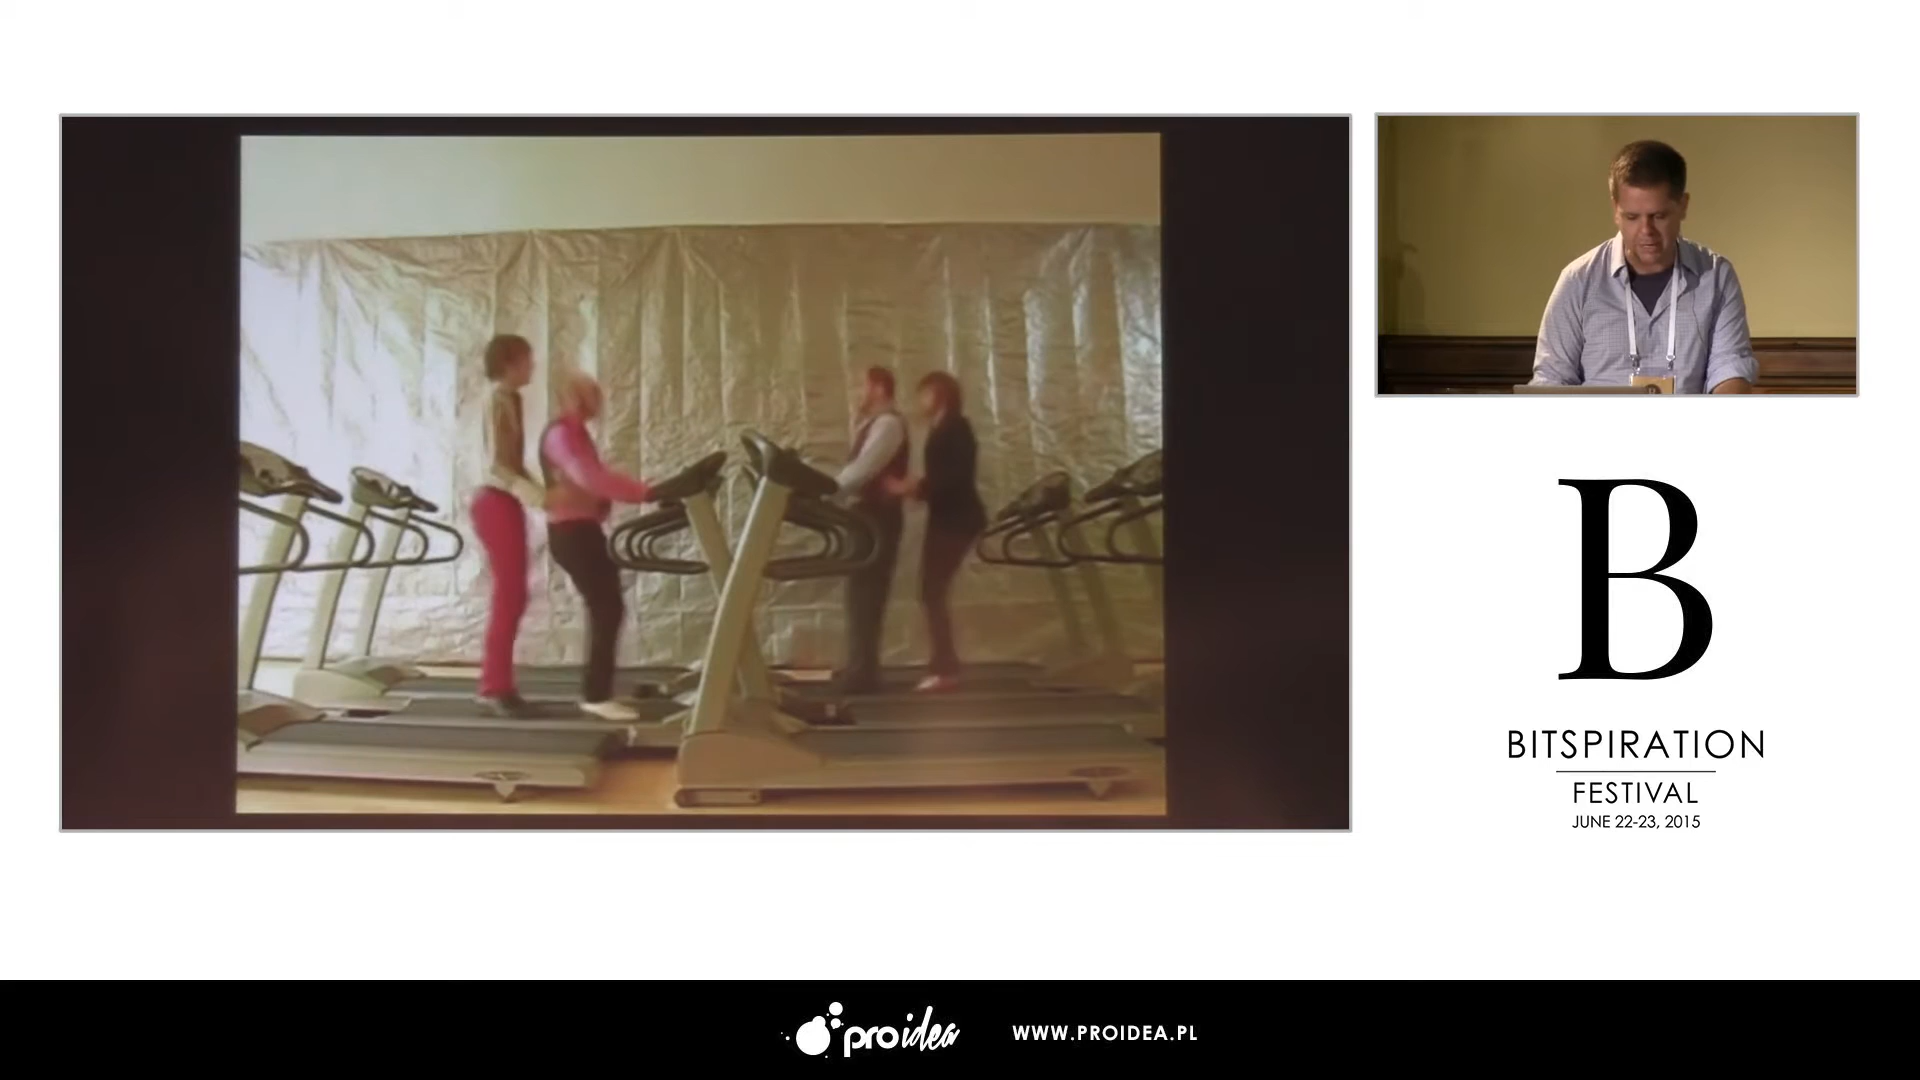 B
BITSPIRATION
FESTIVAL
JUNE 22-23, 2015
proidea
WWW.PROIDEA.PL